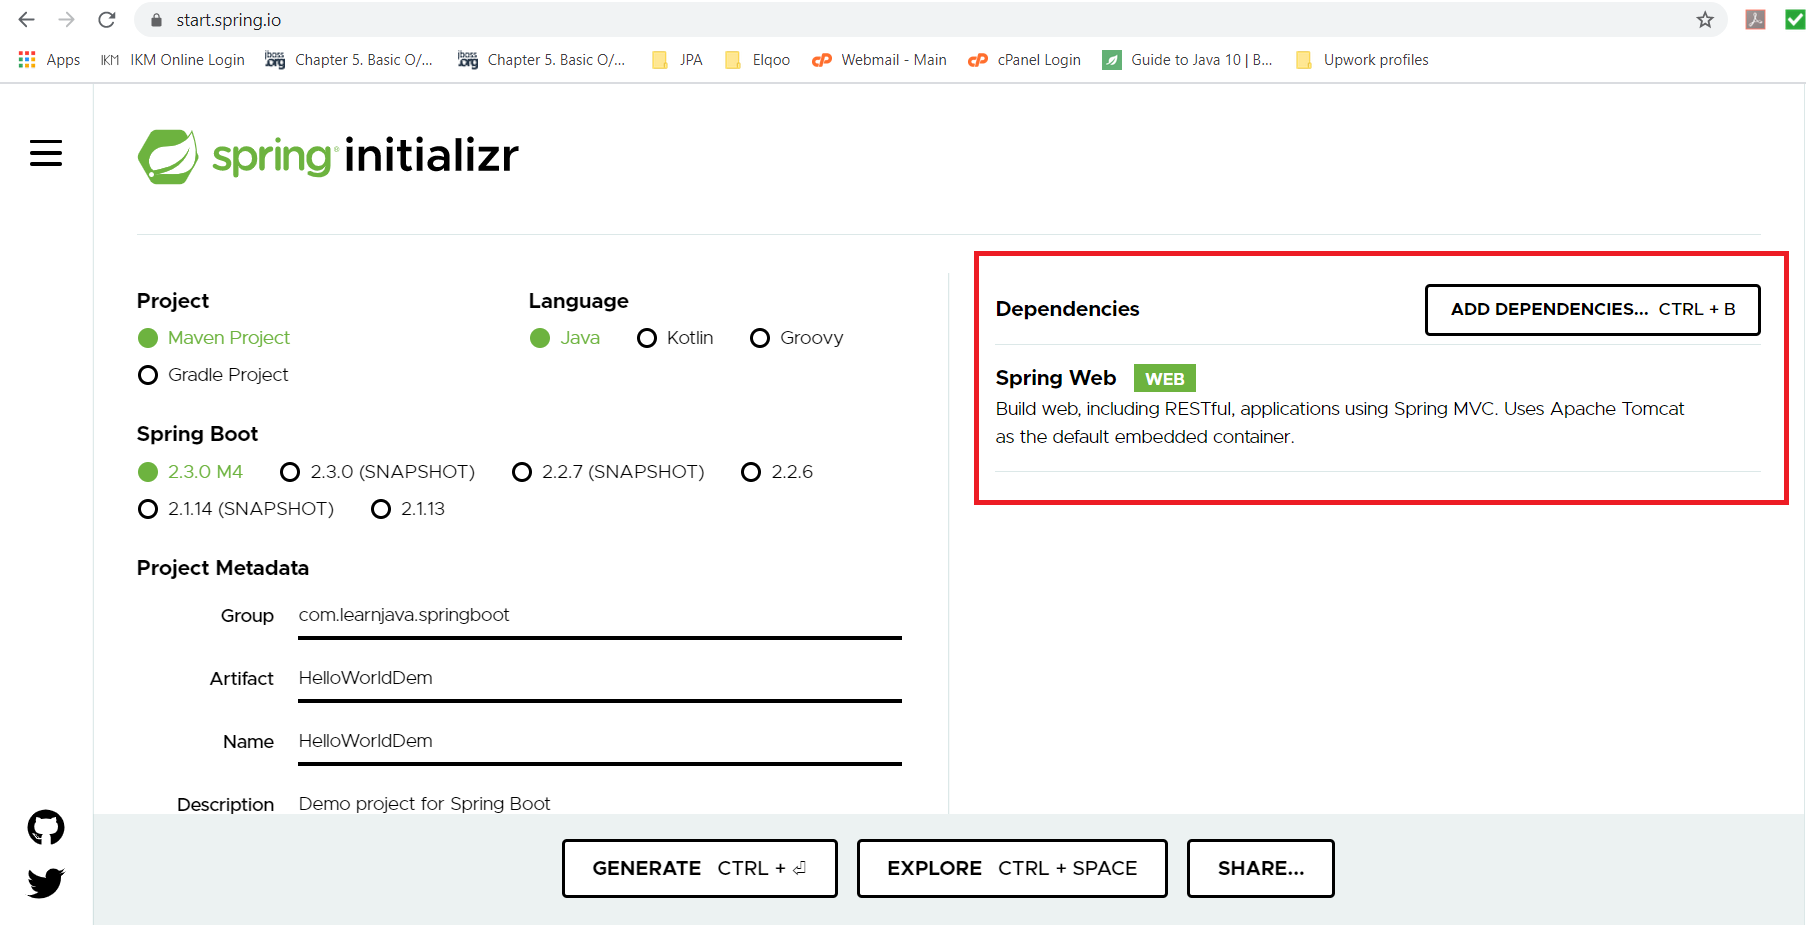 start.spring.io
Apps IKM IKM Online Login Chapter 5. Basic O/... Chapter 5. Basic O/... JPA Elqoo Webmail - Main cPanel Login Guide to Java 10 | B... Upwork profiles
spring initializr
Project
Maven Project
Gradle Project
Language
Java Kotlin Groovy
Spring Boot
2.3.0 M4 2.3.0 (SNAPSHOT) 2.2.7 (SNAPSHOT) 2.2.6
2.1.14 (SNAPSHOT) 2.1.13
Project Metadata
Group com.learnjava.springboot
Artifact HelloWorldDem
Name HelloWorldDem
Description Demo project for Spring Boot
Dependencies ADD DEPENDENCIES... CTRL + B
Spring Web WEB
Build web, including RESTful, applications using Spring MVC. Uses Apache Tomcat
as the default embedded container.
GENERATE CTRL + ⏎ EXPLORE CTRL + SPACE SHARE...